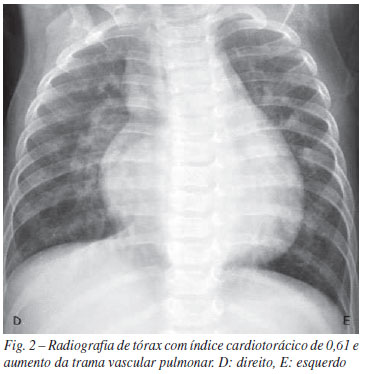 D
E
Fig. 2 – Radiografia de tórax com índice cardiotorácico de 0,61 e
aumento da trama vascular pulmonar. D: direito, E: esquerdo